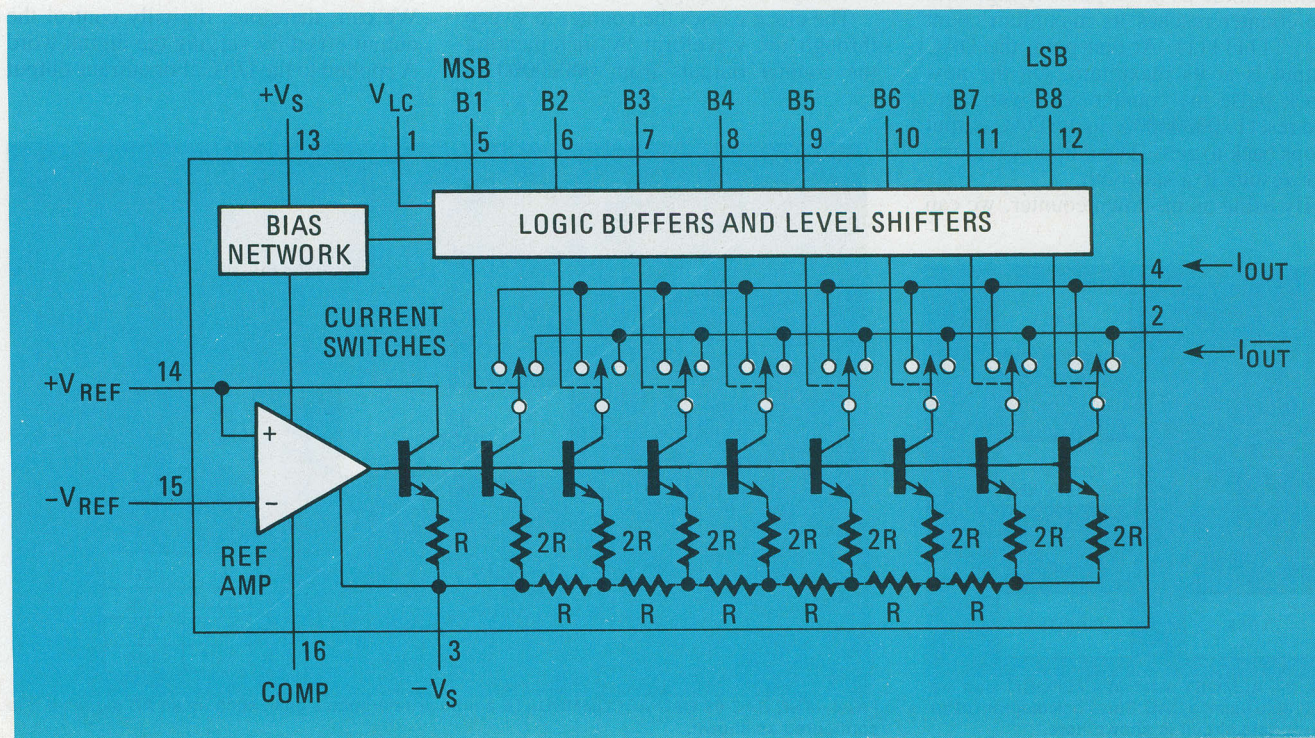 MSB
LSB
+VS
VLC
B1
B2
B3
B4
B5
B6
B7
B8
13
1
5
6
7
8
9
10
11
12
BIAS
NETWORK
LOGIC BUFFERS AND LEVEL SHIFTERS
4
IOUT
CURRENT
SWITCHES
2
IOUT
+VREF
14
+
15
−VREF
−
REF
AMP
R
2R
2R
2R
2R
2R
2R
2R
2R
R
R
R
R
R
R
16
COMP
3
−VS